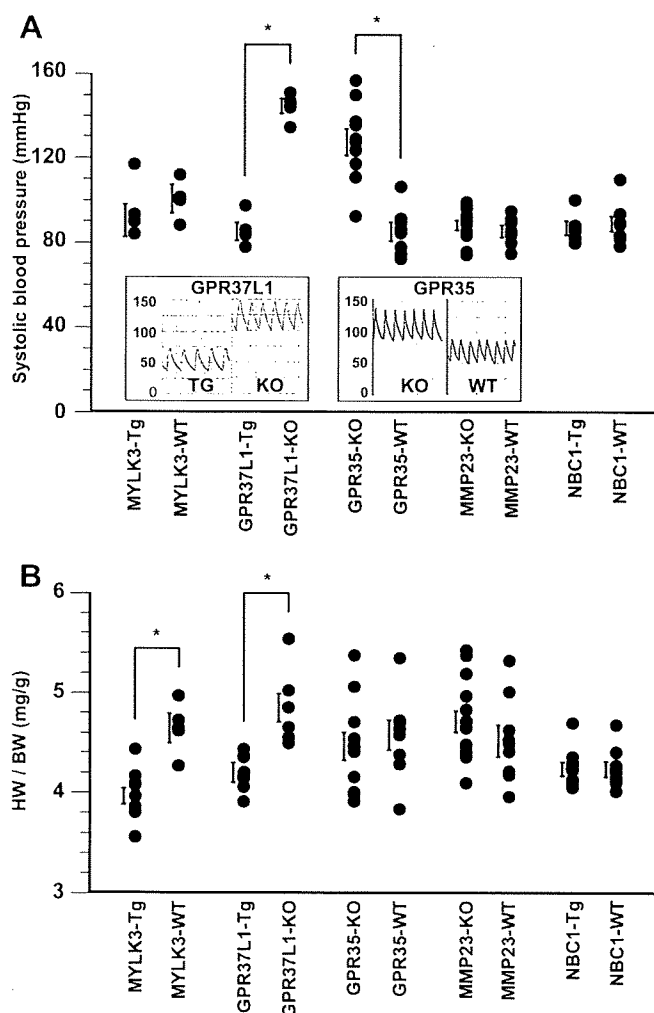 A
* *
Systolic blood pressure (mmHg)
160
120
80
40
0
GPR37L1
150
100
50
0
TG KO
GPR35
150
100
50
0
KO WT
MYLK3-Tg
MYLK3-WT
GPR37L1-Tg
GPR37L1-KO
GPR35-KO
GPR35-WT
MMP23-KO
MMP23-WT
NBC1-Tg
NBC1-WT
B
* *
HW / BW (mg/g)
6
5
4
3
MYLK3-Tg
MYLK3-WT
GPR37L1-Tg
GPR37L1-KO
GPR35-KO
GPR35-WT
MMP23-KO
MMP23-WT
NBC1-Tg
NBC1-WT